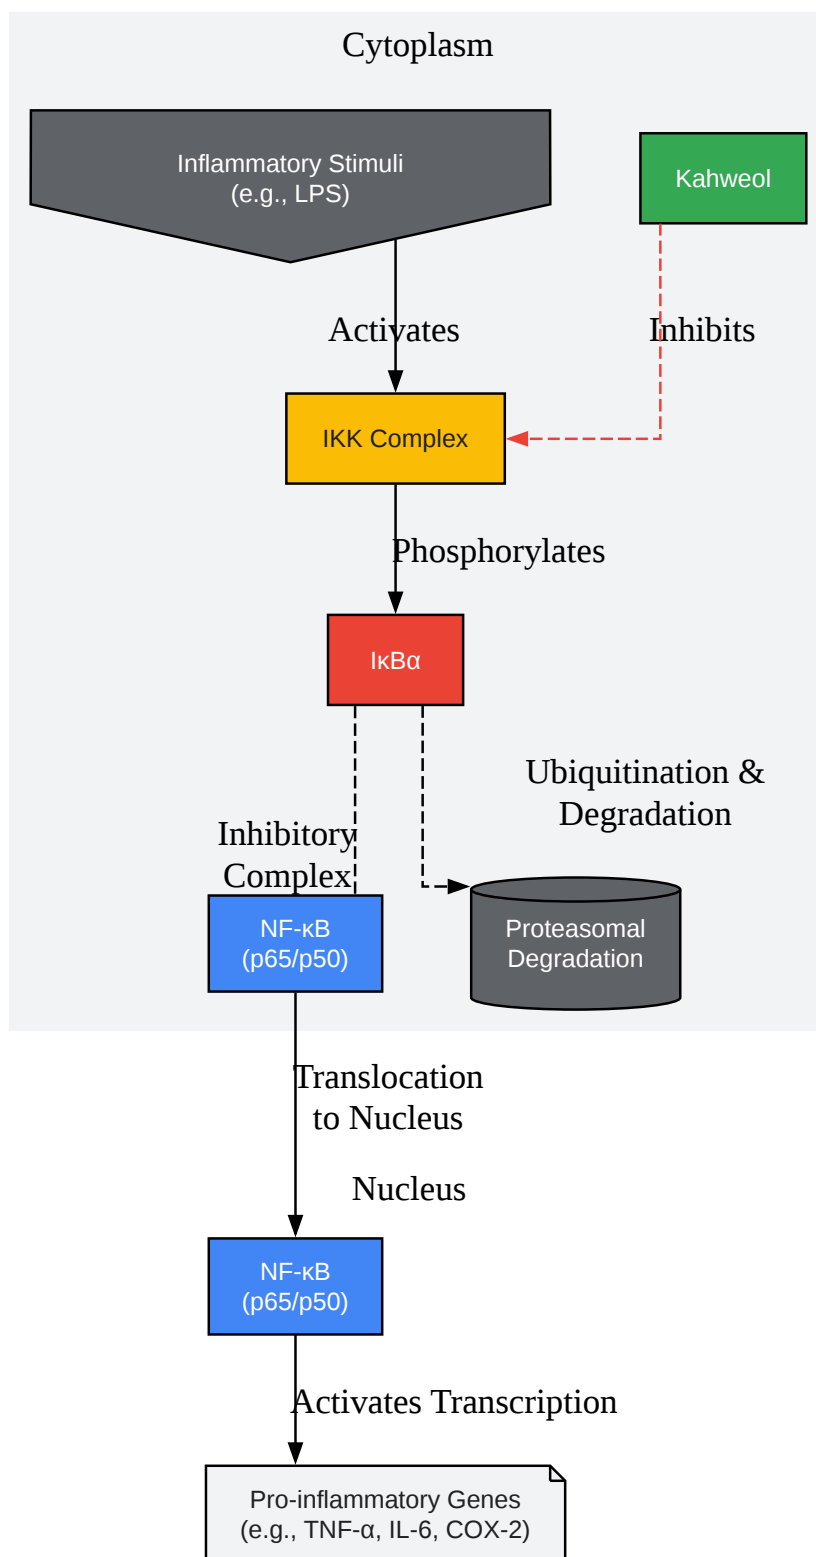 Cytoplasm
Inflammatory Stimuli
(e.g., LPS)
Kahweol
Activates
Inhibits
IKK Complex
Phosphorylates
IκBα
Ubiquitination &
Degradation
Inhibitory
Complex
NF-κB
(p65/p50)
Proteasomal
Degradation
Translocation
to Nucleus
Nucleus
NF-κB
(p65/p50)
Activates Transcription
Pro-inflammatory Genes
(e.g., TNF-α, IL-6, COX-2)